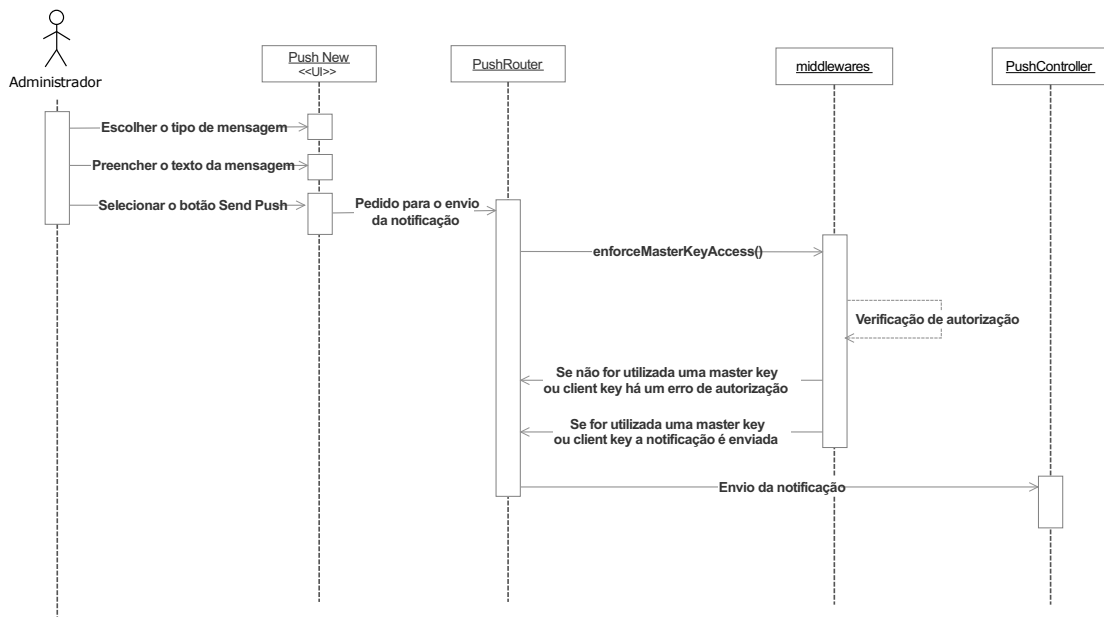 Administrador
Push New
<<UI>>
PushRouter
middlewares
PushController
Escolher o tipo de mensagem
Preencher o texto da mensagem
Selecionar o botão Send Push
Pedido para o envio
da notificação
enforceMasterKeyAccess()
Verificação de autorização
Se não for utilizada uma master key
ou client key há um erro de autorização
Se for utilizada uma master key
ou client key a notificação é enviada
Envio da notificação